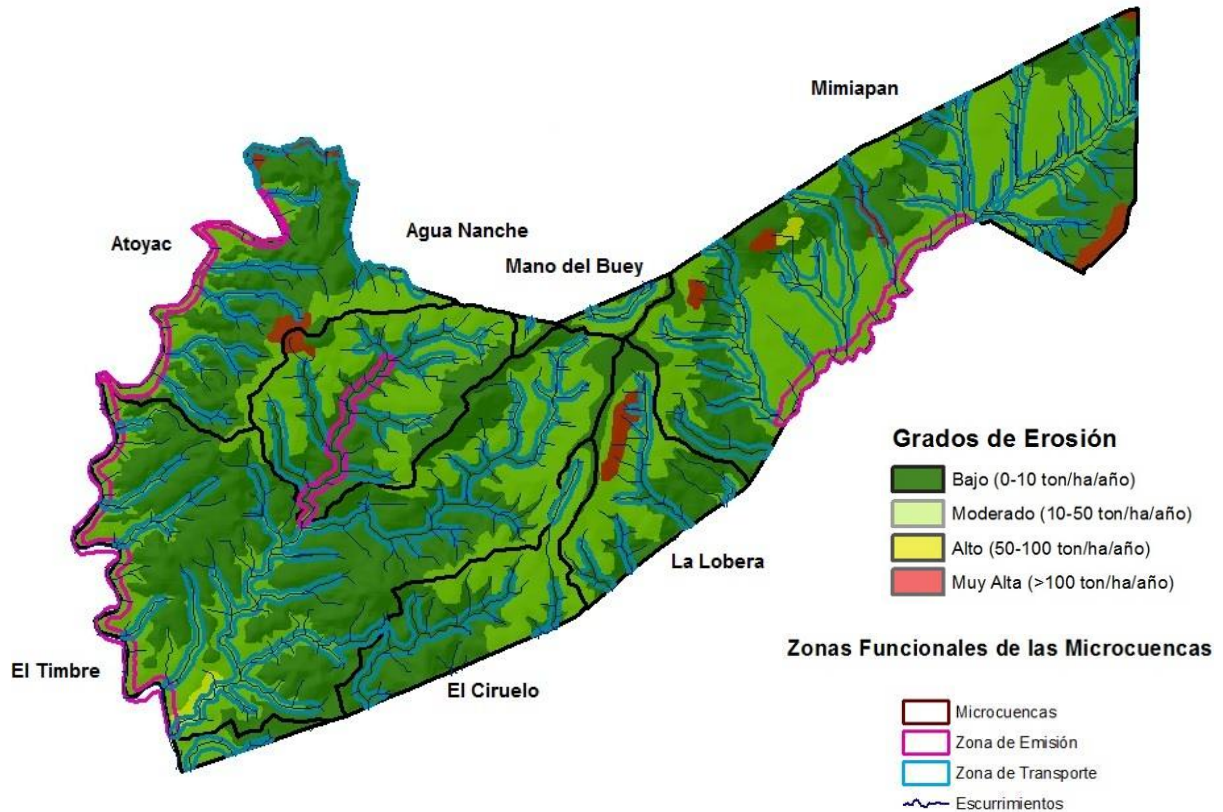 Mimiapan
Atoyac
Agua Nanche
Mano del Buey
La Lobera
El Timbre
El Ciruelo
Grados de Erosión
Bajo (0-10 ton/ha/año)
Moderado (10-50 ton/ha/año)
Alto (50-100 ton/ha/año)
Muy Alta (>100 ton/ha/año)
Zonas Funcionales de las Microcuencas
Microcuencas
Zona de Emisión
Zona de Transporte
Escurrimientos